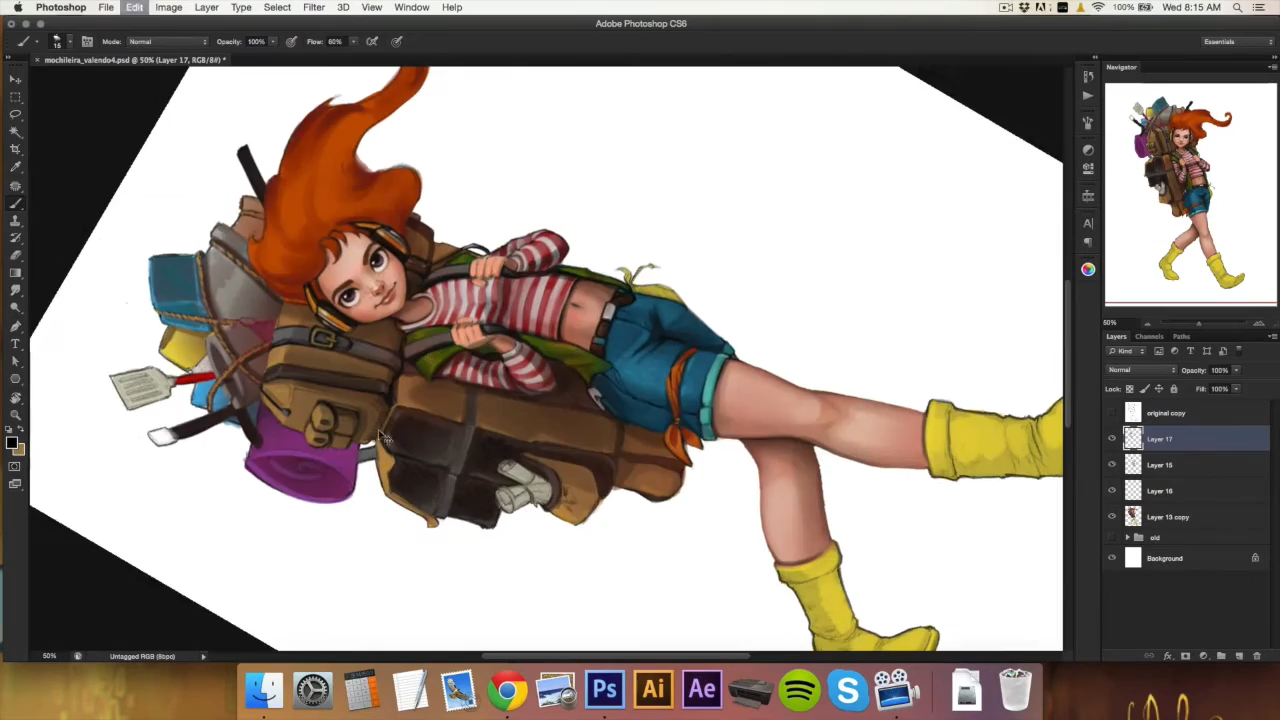 Photoshop File Edit Image Layer Type Select Filter 3D View Window Help 100% Wed 8:15 AM
Adobe Photoshop CS6
15 Mode: Normal Opacity: 100% Flow: 86% Essentials
mochileira_valendo4.psd @ 50% (Layer 17, RGB/8#) *
Navigator
50%
Layers Channels Paths
Kind
Normal Opacity: 100%
Lock: Fill: 100%
original copy
Layer 17
Layer 15
Layer 16
Layer 13 copy
old
Background
50% Untagged RGB (8bpc)
Ps Ai Ae